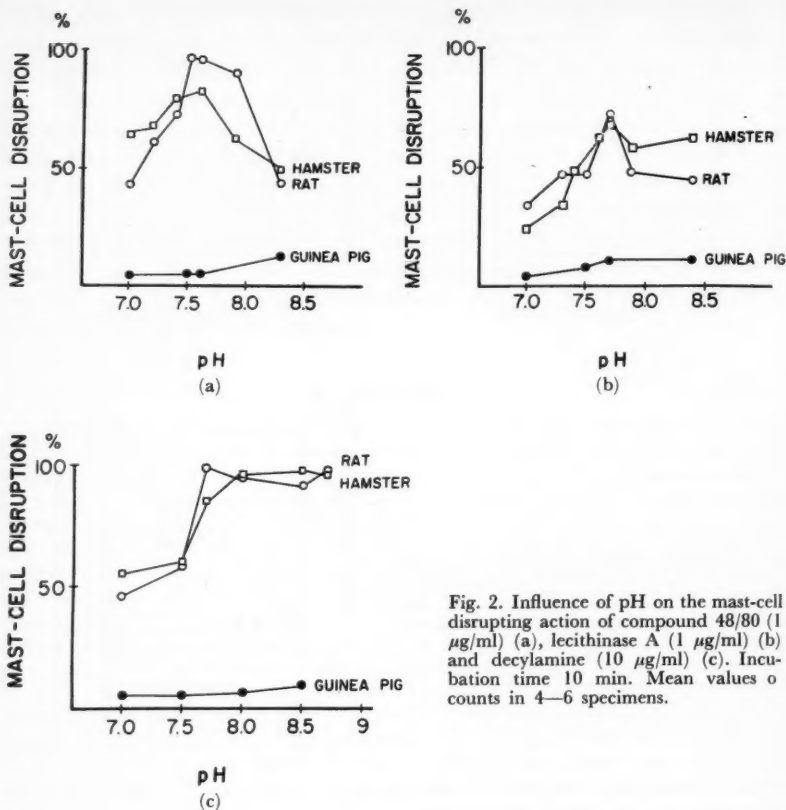 %
100
50
MAST-CELL DISRUPTION
HAMSTER
RAT
GUINEA PIG
7.0 7.5 8.0 8.5
pH
(a)
%
100
50
MAST-CELL DISRUPTION
HAMSTER
RAT
GUINEA PIG
7.0 7.5 8.0 8.5
pH
(b)
%
100
50
MAST-CELL DISRUPTION
RAT
HAMSTER
GUINEA PIG
7.0 7.5 8.0 8.5 9
pH
(c)
Fig. 2. Influence of pH on the mast-cell
disrupting action of compound 48/80 (1
μg/ml) (a), lecithinase A (1 μg/ml) (b)
and decylamine (10 μg/ml) (c). Incu-
bation time 10 min. Mean values o
counts in 4—6 specimens.